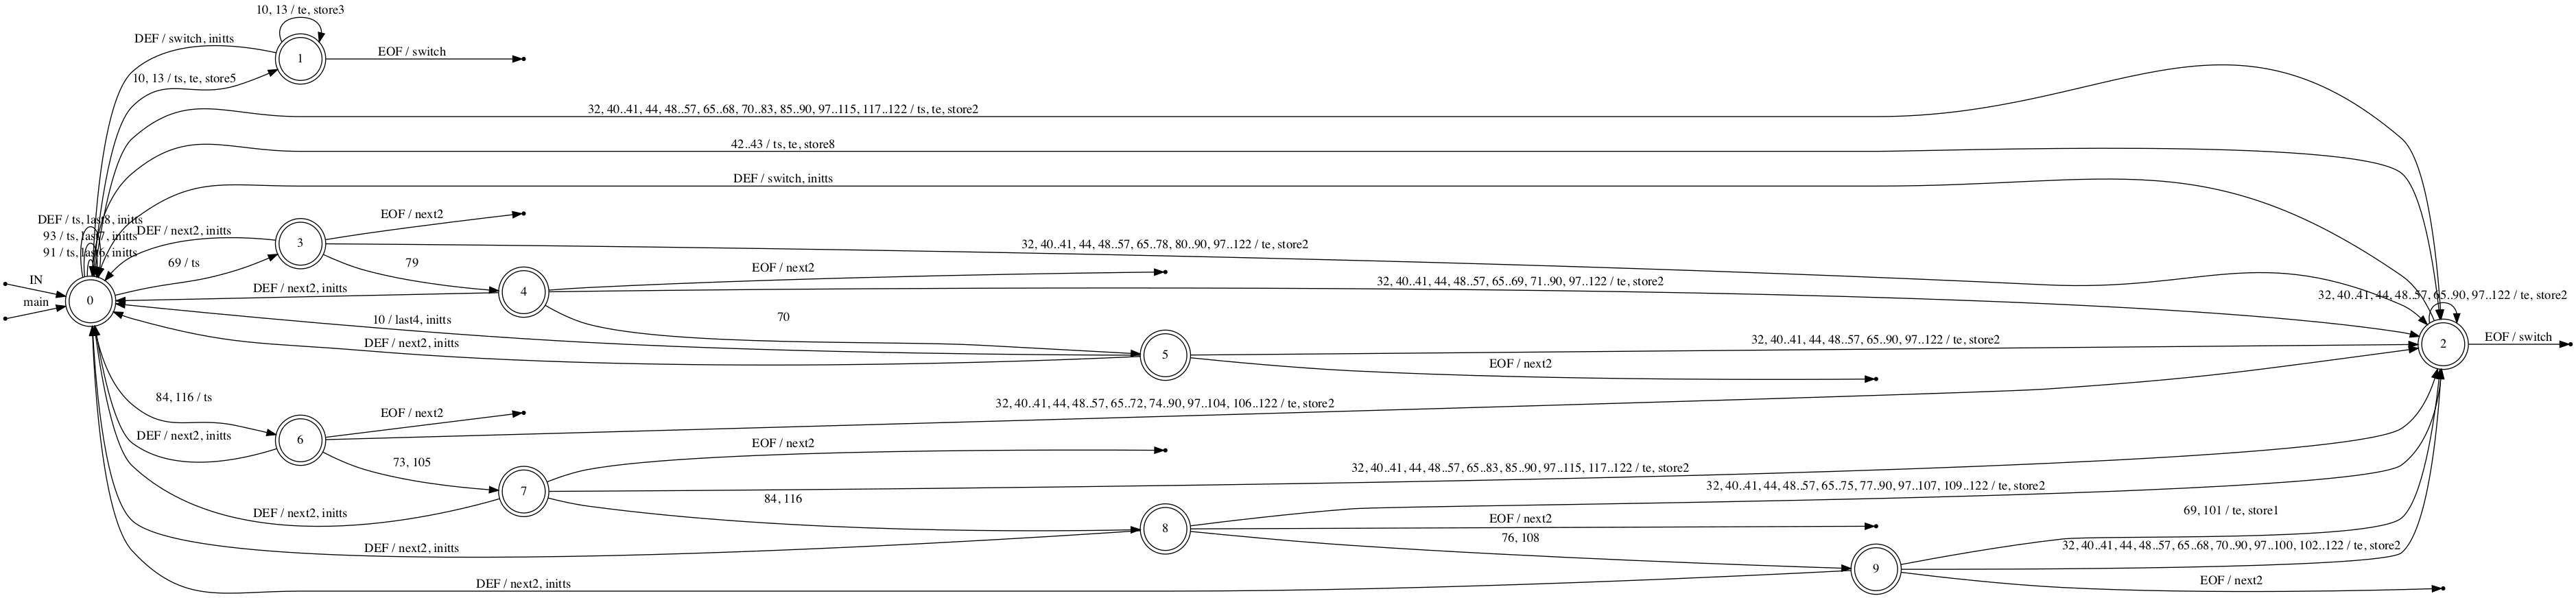 10, 13 / te, store3
DEF / switch, initts
1
EOF / switch
10, 13 / ts, te, store5
32, 40..41, 44, 48..57, 65..68, 70..83, 85..90, 97..115, 117..122 / ts, te, store2
42..43 / ts, te, store8
DEF / switch, initts
DEF / ts, last8, initts
93 / ts, last7, initts
91 / ts, last6, initts
DEF / next2, initts
EOF / next2
3
69 / ts
32, 40..41, 44, 48..57, 65..78, 80..90, 97..122 / te, store2
79
IN
main
0
DEF / next2, initts
4
EOF / next2
32, 40..41, 44, 48..57, 65..69, 71..90, 97..122 / te, store2
32, 40..41, 44, 48..57, 65..90, 97..122 / te, store2
70
10 / last4, initts
DEF / next2, initts
5
32, 40..41, 44, 48..57, 65..90, 97..122 / te, store2
EOF / next2
2
EOF / switch
84, 116 / ts
DEF / next2, initts
6
EOF / next2
32, 40..41, 44, 48..57, 65..72, 74..90, 97..104, 106..122 / te, store2
73, 105
EOF / next2
7
32, 40..41, 44, 48..57, 65..83, 85..90, 97..115, 117..122 / te, store2
84, 116
DEF / next2, initts
32, 40..41, 44, 48..57, 65..75, 77..90, 97..107, 109..122 / te, store2
8
EOF / next2
76, 108
DEF / next2, initts
69, 101 / te, store1
32, 40..41, 44, 48..57, 65..68, 70..90, 97..100, 102..122 / te, store2
9
EOF / next2
DEF / next2, initts